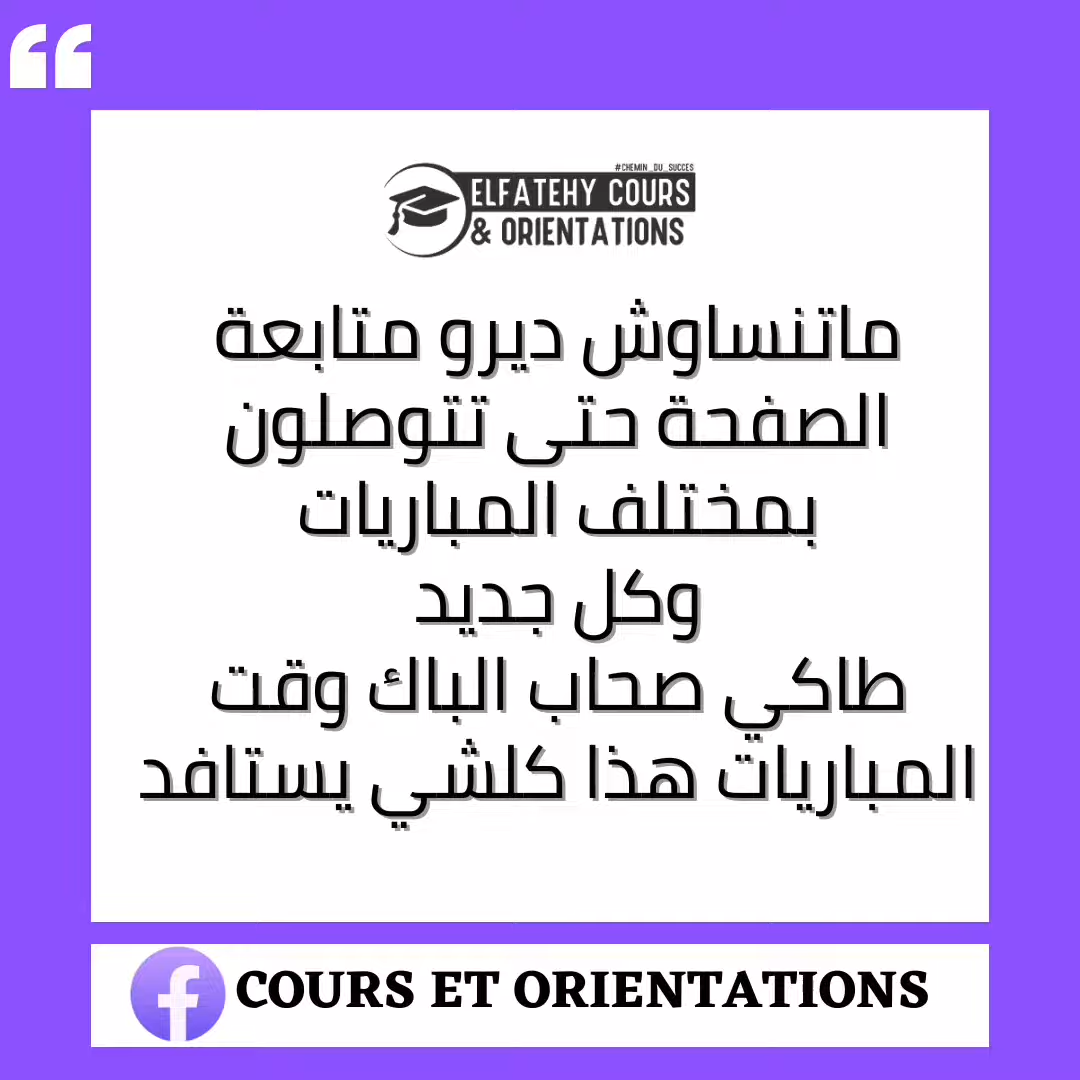 #CHEMIN_DU_SUCCES
ELFATEHY COURS
& ORIENTATIONS
ماتنساوش ديرو متابعة
الصفحة حتى تتوصلون
بمختلف المباريات
وكل جديد
طاكي صحاب الباك وقت
المباريات هذا كلشي يستافد
COURS ET ORIENTATIONS